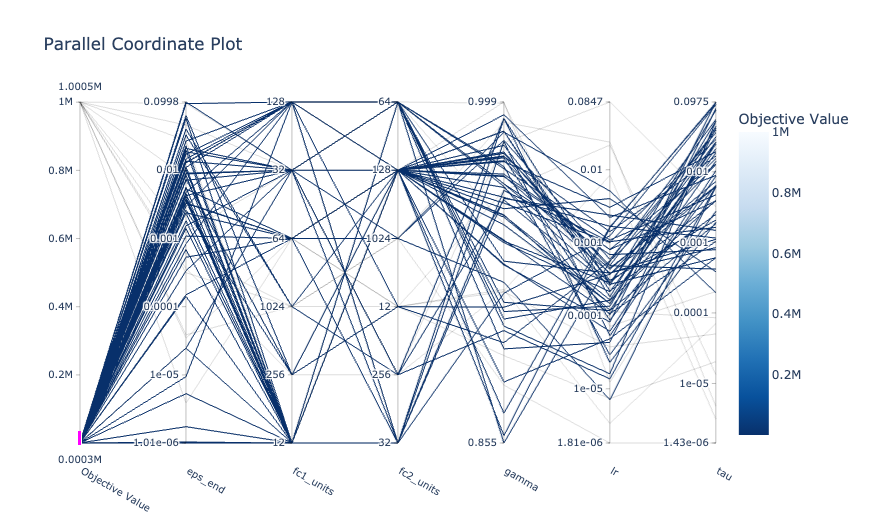 Parallel Coordinate Plot
1.0005M
1M
0.8M
0.6M
0.4M
0.2M
0.0003M
Objective Value
0.0998
0.01
0.001
0.0001
1e-05
1.01e-06
eps_end
128
32
64
1024
256
12
fc1_units
64
128
1024
12
256
32
fc2_units
0.999
0.855
gamma
0.0847
0.01
0.001
0.0001
1e-05
1.81e-06
lr
0.0975
0.01
0.001
0.0001
1e-05
1.43e-06
tau
Objective Value
1M
0.8M
0.6M
0.4M
0.2M